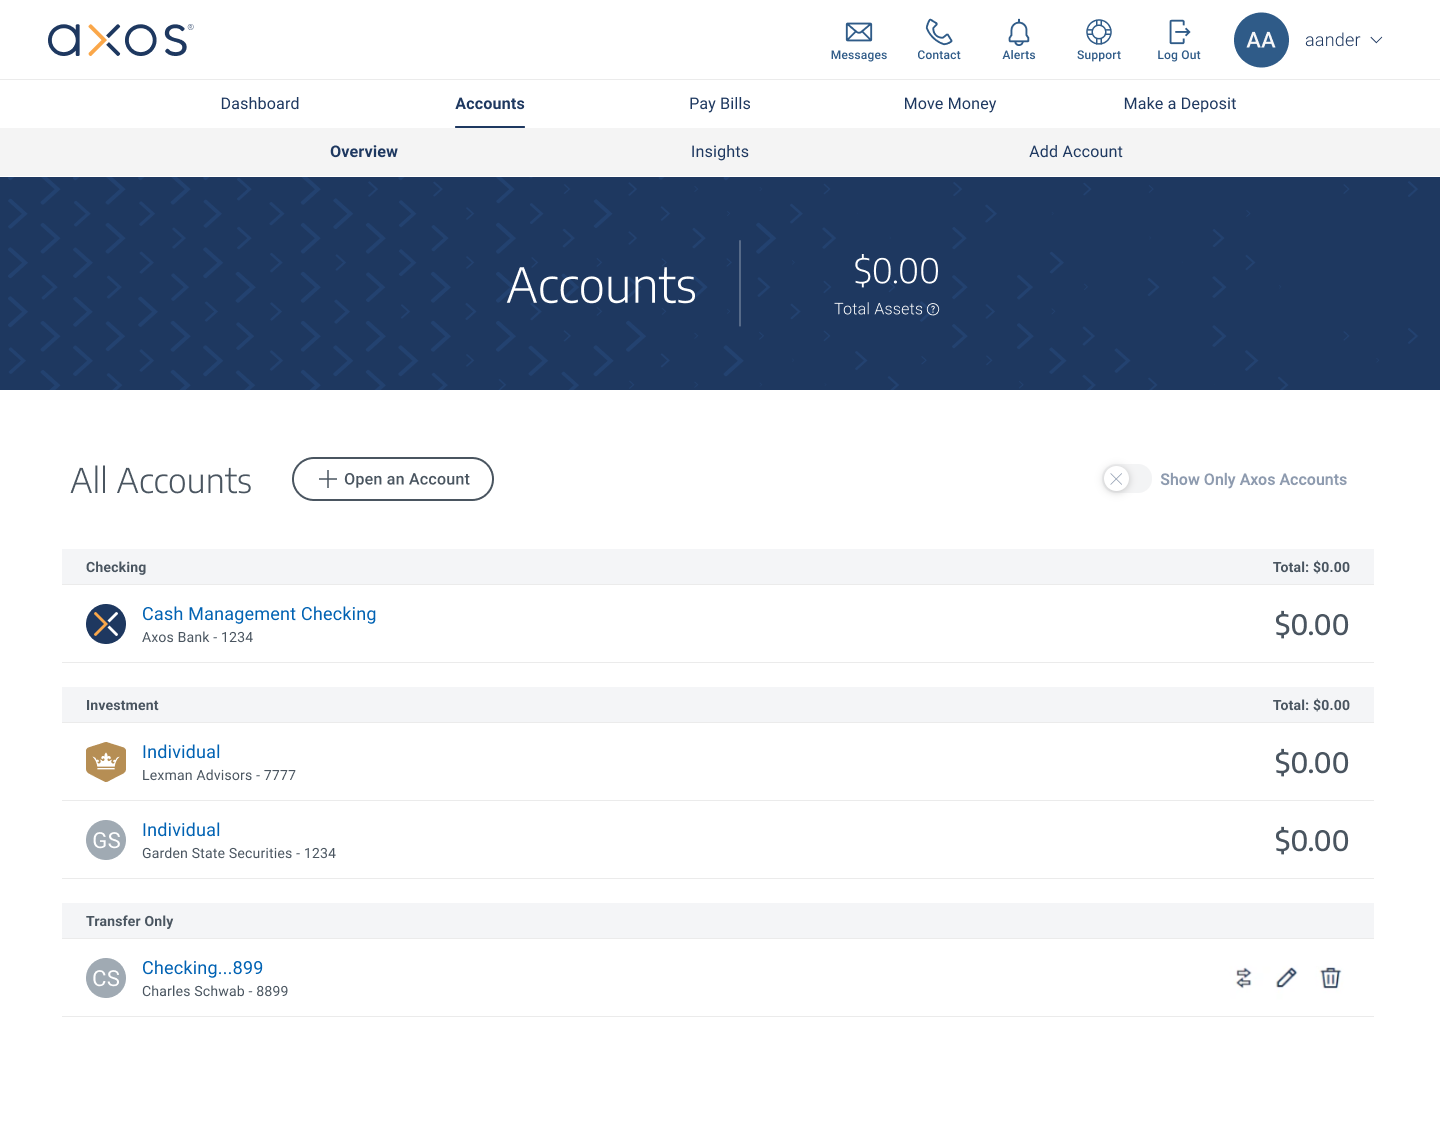 axos®
Messages
Contact
Alerts
Support
Log Out
AA
aander
Dashboard
Accounts
Pay Bills
Move Money
Make a Deposit
Overview
Insights
Add Account
Accounts
$0.00
Total Assets ?
All Accounts
Open an Account
Show Only Axos Accounts
Checking
Total: $0.00
Cash Management Checking
Axos Bank - 1234
$0.00
Investment
Total: $0.00
Individual
Lexman Advisors - 7777
$0.00
GS
Individual
Garden State Securities - 1234
$0.00
Transfer Only
CS
Checking...899
Charles Schwab - 8899